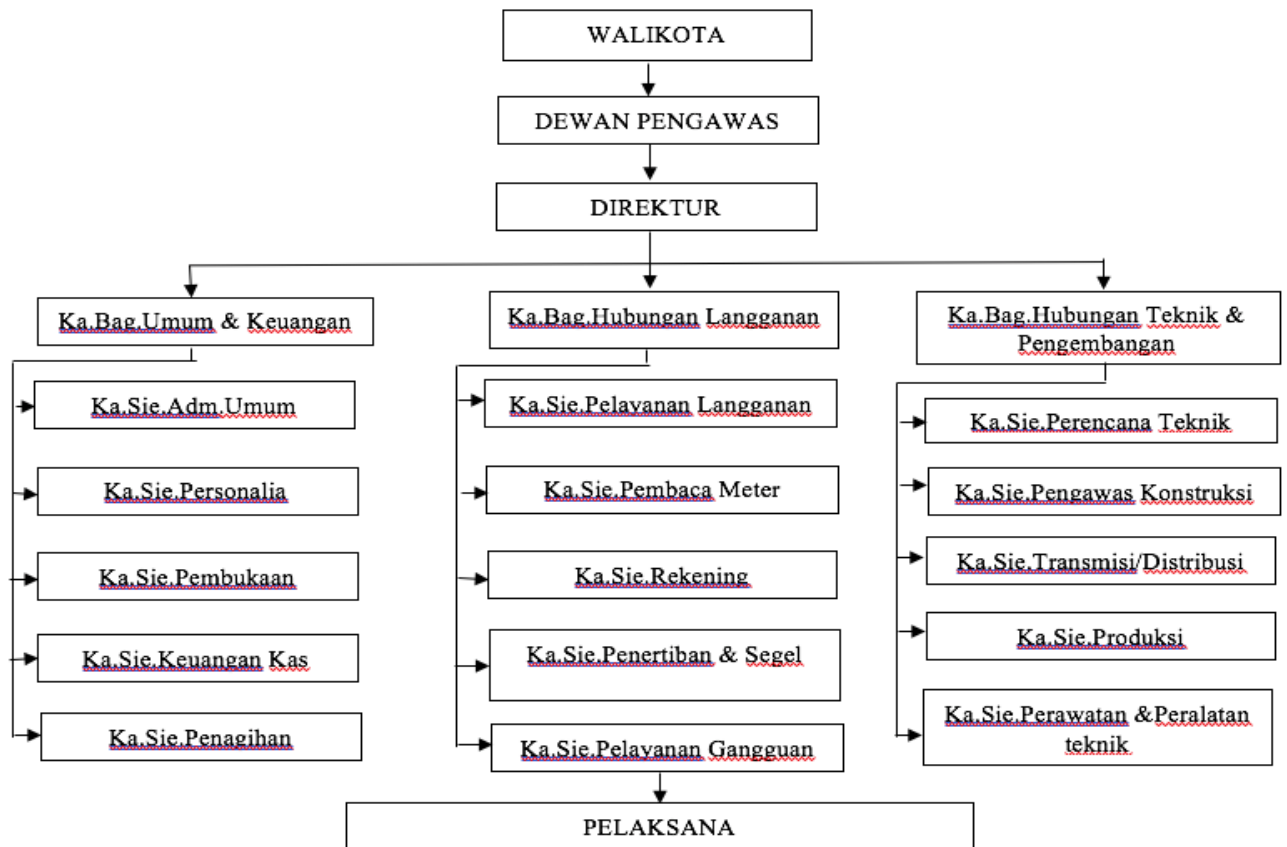 WALIKOTA
DEWAN PENGAWAS
DIREKTUR
Ka.Bag.Umum & Keuangan
Ka.Sie.Adm.Umum
Ka.Sie.Personalia
Ka.Sie.Pembukaan
Ka.Sie.Keuangan Kas
Ka.Sie.Penagihan
Ka.Bag.Hubungan Langganan
Ka.Sie.Pelayanan Langganan
Ka.Sie.Pembaca Meter
Ka.Sie.Rekening
Ka.Sie.Penertiban & Segel
Ka.Sie.Pelayanan Gangguan
Ka.Bag.Hubungan Teknik &
Pengembangan
Ka.Sie.Perencana Teknik
Ka.Sie.Pengawas Konstruksi
Ka.Sie.Transmisi/Distribusi
Ka.Sie.Produksi
Ka.Sie.Perawatan &Peralatan
teknik
PELAKSANA